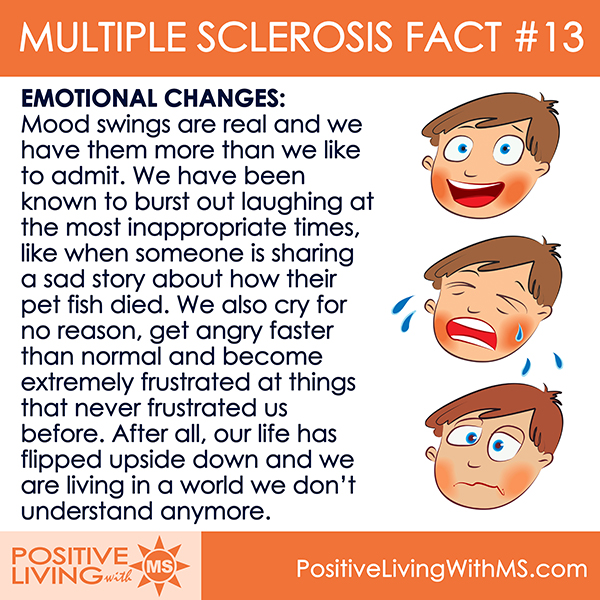 MULTIPLE SCLEROSIS FACT #13
EMOTIONAL CHANGES:
Mood swings are real and we
have them more than we like
to admit. We have been
known to burst out laughing at
the most inappropriate times,
like when someone is sharing
a sad story about how their
pet fish died. We also cry for
no reason, get angry faster
than normal and become
extremely frustrated at things
that never frustrated us
before. After all, our life has
flipped upside down and we
are living in a world we don't
understand anymore.
POSITIVE
LIVING with MS
PositiveLivingWithMS.com